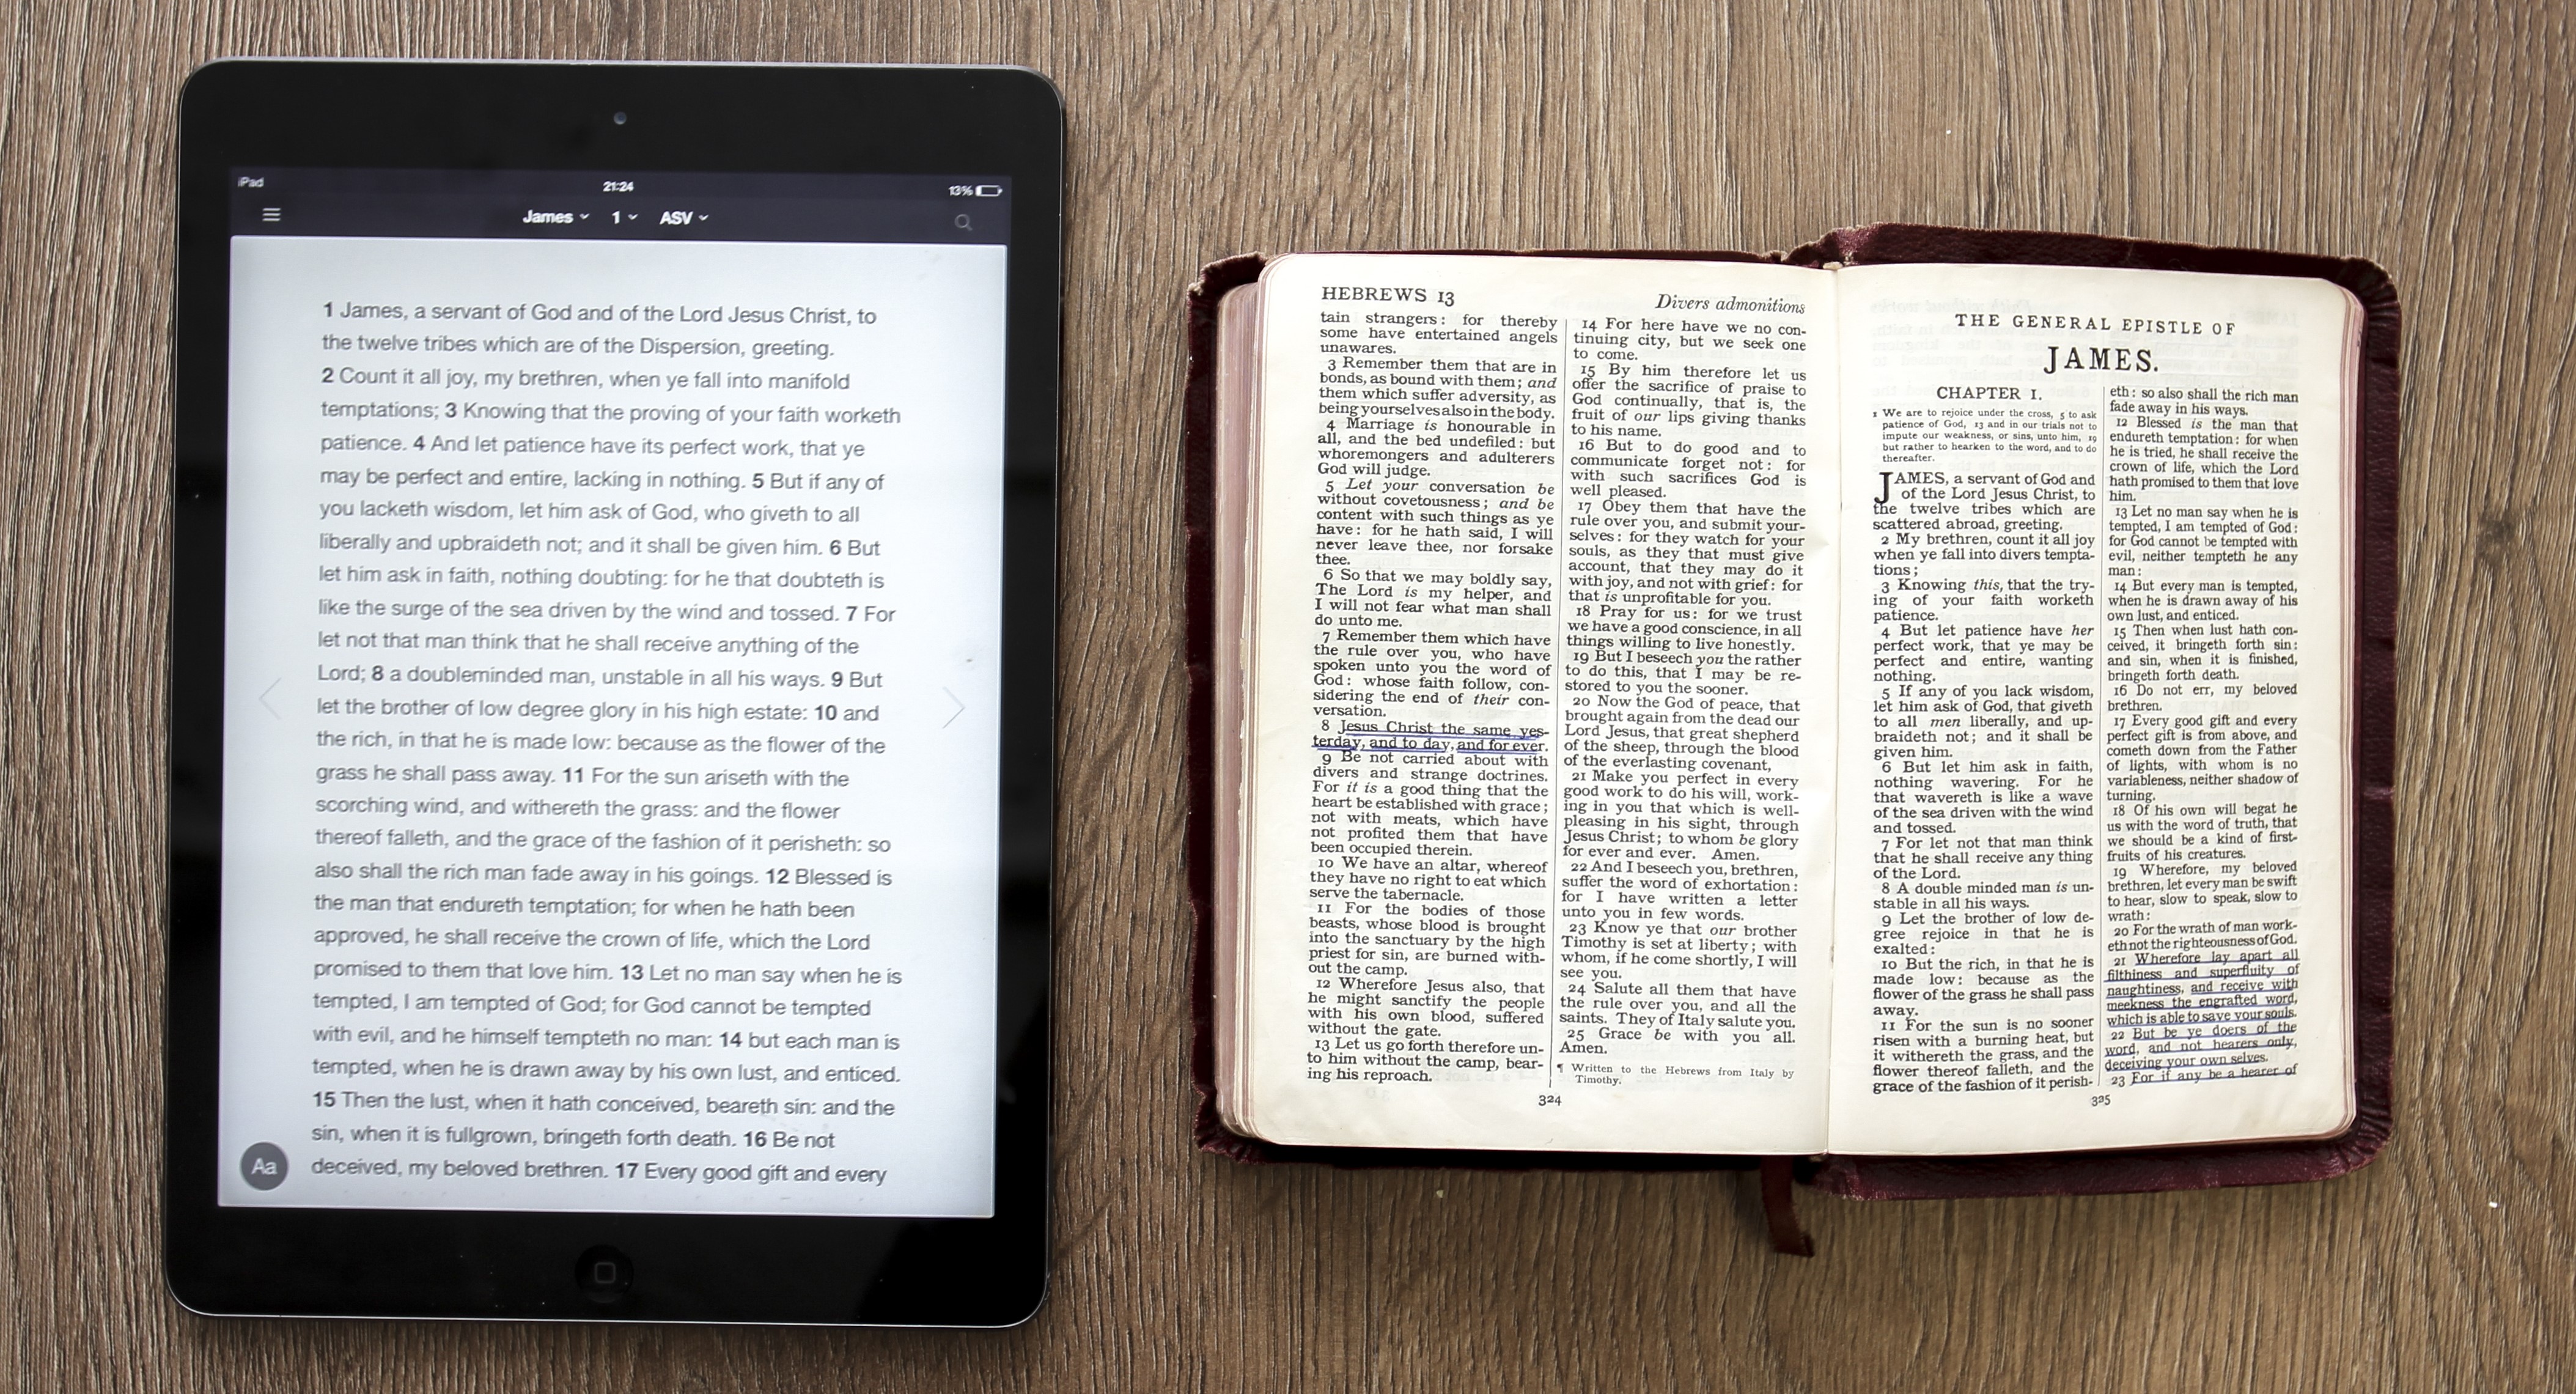 iPad
21:24
13%
James 1 ASV
1 James, a servant of God and of the Lord Jesus Christ, to
the twelve tribes which are of the Dispersion, greeting.
2 Count it all joy, my brethren, when ye fall into manifold
temptations; 3 Knowing that the proving of your faith worketh
patience. 4 And let patience have its perfect work, that ye
may be perfect and entire, lacking in nothing. 5 But if any of
you lacketh wisdom, let him ask of God, who giveth to all
liberally and upbraideth not; and it shall be given him. 6 But
let him ask in faith, nothing doubting: for he that doubteth is
like the surge of the sea driven by the wind and tossed. 7 For
let not that man think that he shall receive anything of the
Lord; 8 a doubleminded man, unstable in all his ways. 9 But
let the brother of low degree glory in his high estate: 10 and
the rich, in that he is made low: because as the flower of the
grass he shall pass away. 11 For the sun ariseth with the
scorching wind, and withereth the grass: and the flower
thereof falleth, and the grace of the fashion of it perisheth: so
also shall the rich man fade away in his goings. 12 Blessed is
the man that endureth temptation; for when he hath been
approved, he shall receive the crown of life, which the Lord
promised to them that love him. 13 Let no man say when he is
tempted, I am tempted of God; for God cannot be tempted
with evil, and he himself tempteth no man: 14 but each man is
tempted, when he is drawn away by his own lust, and enticed.
15 Then the lust, when it hath conceived, beareth sin: and the
sin, when it is fullgrown, bringeth forth death. 16 Be not
deceived, my beloved brethren. 17 Every good gift and every
Aa
HEBREWS 13
Divers admonitions
tain strangers: for thereby
some have entertained angels
unawares.
3 Remember them that are in
bonds, as bound with them; and
them which suffer adversity, as
being yourselves also in the body.
4 Marriage is honourable in
all, and the bed undefiled: but
whoremongers and adulterers
God will judge.
5 Let your conversation be
without covetousness; and be
content with such things as ye
have: for he hath said, I will
never leave thee, nor forsake
thee.
6 So that we may boldly say,
The Lord is my helper, and
I will not fear what man shall
do unto me.
7 Remember them which have
the rule over you, who have
spoken unto you the word of
God: whose faith follow, con-
sidering the end of their con-
versation.
8 Jesus Christ the same yes-
terday, and to day, and for ever.
9 Be not carried about with
divers and strange doctrines.
For it is a good thing that the
heart be established with grace;
not with meats, which have
not profited them that have
been occupied therein.
10 We have an altar, whereof
they have no right to eat which
serve the tabernacle.
11 For the bodies of those
beasts, whose blood is brought
into the sanctuary by the high
priest for sin, are burned with-
out the camp.
12 Wherefore Jesus also, that
he might sanctify the people
with his own blood, suffered
without the gate.
13 Let us go forth therefore un-
to him without the camp, bear-
ing his reproach.
14 For here have we no con-
tinuing city, but we seek one
to come.
15 By him therefore let us
offer the sacrifice of praise to
God continually, that is, the
fruit of our lips giving thanks
to his name.
16 But to do good and to
communicate forget not: for
with such sacrifices God is
well pleased.
17 Obey them that have the
rule over you, and submit your-
selves: for they watch for your
souls, as they that must give
account, that they may do it
with joy, and not with grief: for
that is unprofitable for you.
18 Pray for us: for we trust
we have a good conscience, in all
things willing to live honestly.
19 But I beseech you the rather
to do this, that I may be re-
stored to you the sooner.
20 Now the God of peace, that
brought again from the dead our
Lord Jesus, that great shepherd
of the sheep, through the blood
of the everlasting covenant,
21 Make you perfect in every
good work to do his will, work-
ing in you that which is well-
pleasing in his sight, through
Jesus Christ; to whom be glory
for ever and ever. Amen.
22 And I beseech you, brethren,
suffer the word of exhortation:
for I have written a letter
unto you in few words.
23 Know ye that our brother
Timothy is set at liberty; with
whom, if he come shortly, I will
see you.
24 Salute all them that have
the rule over you, and all the
saints. They of Italy salute you.
25 Grace be with you all.
Amen.
¶ Written to the Hebrews from Italy by
Timothy.
324
THE GENERAL EPISTLE OF
JAMES.
CHAPTER 1.
1 We are to rejoice under the cross, 5 to ask
patience of God, 13 and in our trials not to
impute our weakness, or sins, unto him, 19
but rather to hearken to the word, and to do
thereafter.
JAMES, a servant of God and
of the Lord Jesus Christ, to
the twelve tribes which are
scattered abroad, greeting.
2 My brethren, count it all joy
when ye fall into divers tempta-
tions;
3 Knowing this, that the try-
ing of your faith worketh
patience.
4 But let patience have her
perfect work, that ye may be
perfect and entire, wanting
nothing.
5 If any of you lack wisdom,
let him ask of God, that giveth
to all men liberally, and up-
braideth not; and it shall be
given him.
6 But let him ask in faith,
nothing wavering. For he
that wavereth is like a wave
of the sea driven with the wind
and tossed.
7 For let not that man think
that he shall receive any thing
of the Lord.
8 A double minded man is un-
stable in all his ways.
9 Let the brother of low de-
gree rejoice in that he is
exalted:
10 But the rich, in that he is
made low: because as the
flower of the grass he shall pass
away.
11 For the sun is no sooner
risen with a burning heat, but
it withereth the grass, and the
flower thereof falleth, and the
grace of the fashion of it perish-
eth: so also shall the rich man
fade away in his ways.
12 Blessed is the man that
endureth temptation: for when
he is tried, he shall receive the
crown of life, which the Lord
hath promised to them that love
him.
13 Let no man say when he is
tempted, I am tempted of God:
for God cannot be tempted with
evil, neither tempteth he any
man:
14 But every man is tempted,
when he is drawn away of his
own lust, and enticed.
15 Then when lust hath con-
ceived, it bringeth forth sin:
and sin, when it is finished,
bringeth forth death.
16 Do not err, my beloved
brethren.
17 Every good gift and every
perfect gift is from above, and
cometh down from the Father
of lights, with whom is no
variableness, neither shadow of
turning.
18 Of his own will begat he
us with the word of truth, that
we should be a kind of first-
fruits of his creatures.
19 Wherefore, my beloved
brethren, let every man be swift
to hear, slow to speak, slow to
wrath:
20 For the wrath of man work-
eth not the righteousness of God.
21 Wherefore lay apart all
filthiness and superfluity of
naughtiness, and receive with
meekness the engrafted word,
which is able to save your souls.
22 But be ye doers of the
word, and not hearers only,
deceiving your own selves.
23 For if any be a hearer of
325